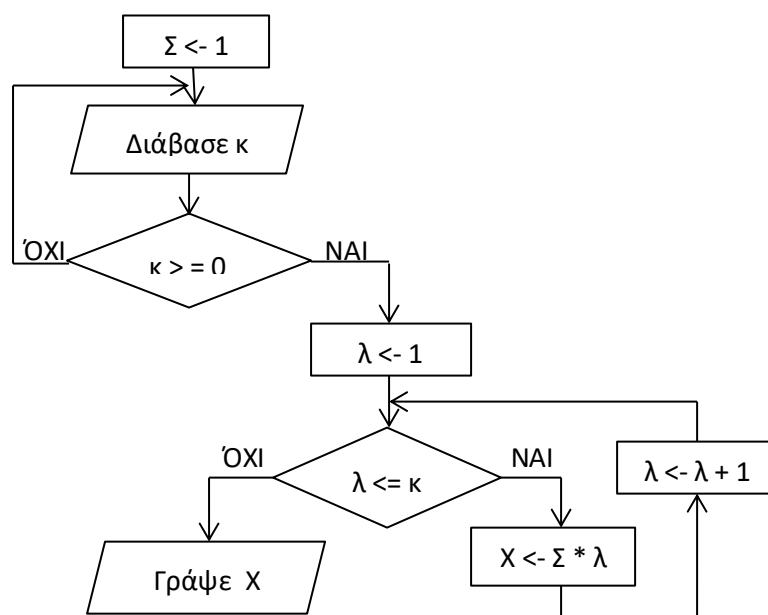 Σ <- 1
Διάβασε κ
ΌΧΙ
κ > = 0
ΝΑΙ
λ <- 1
ΌΧΙ
λ <= κ
ΝΑΙ
λ <- λ + 1
Γράψε Χ
Χ <- Σ * λ